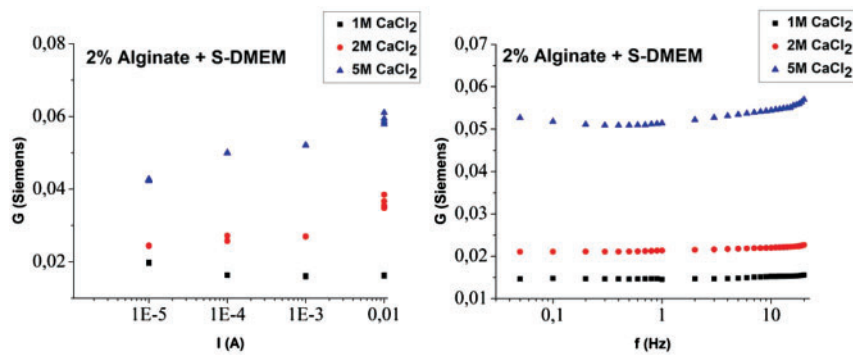 2% Alginate + S-DMEM
1M CaCl₂
2M CaCl₂
5M CaCl₂
0,08
0,06
0,04
0,02
G (Siemens)
1E-5 1E-4 1E-3 0,01
I (A)
2% Alginate + S-DMEM
1M CaCl₂
2M CaCl₂
5M CaCl₂
0,07
0,06
0,05
0,04
0,03
0,02
0,01
G (Siemens)
0,1 1 10
f (Hz)